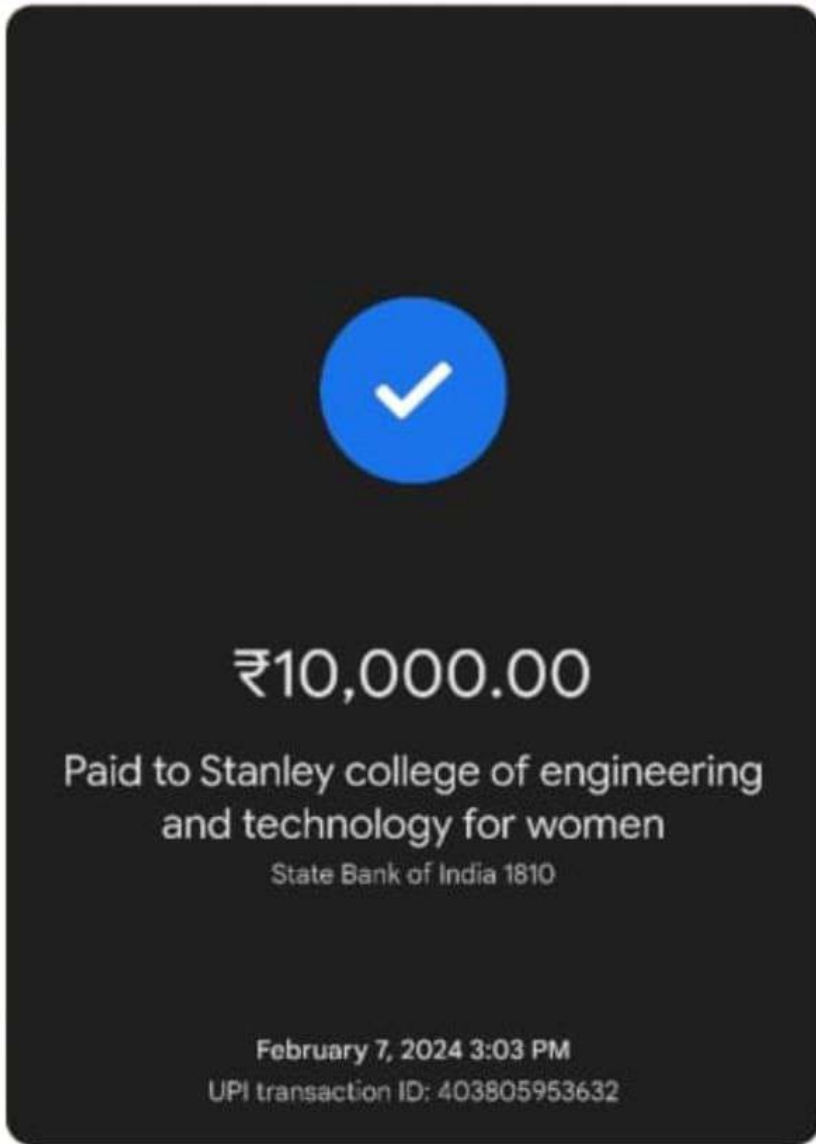 ₹10,000.00
Paid to Stanley college of engineering
and technology for women
State Bank of India 1810
February 7, 2024 3:03 PM
UPI transaction ID: 403805953632